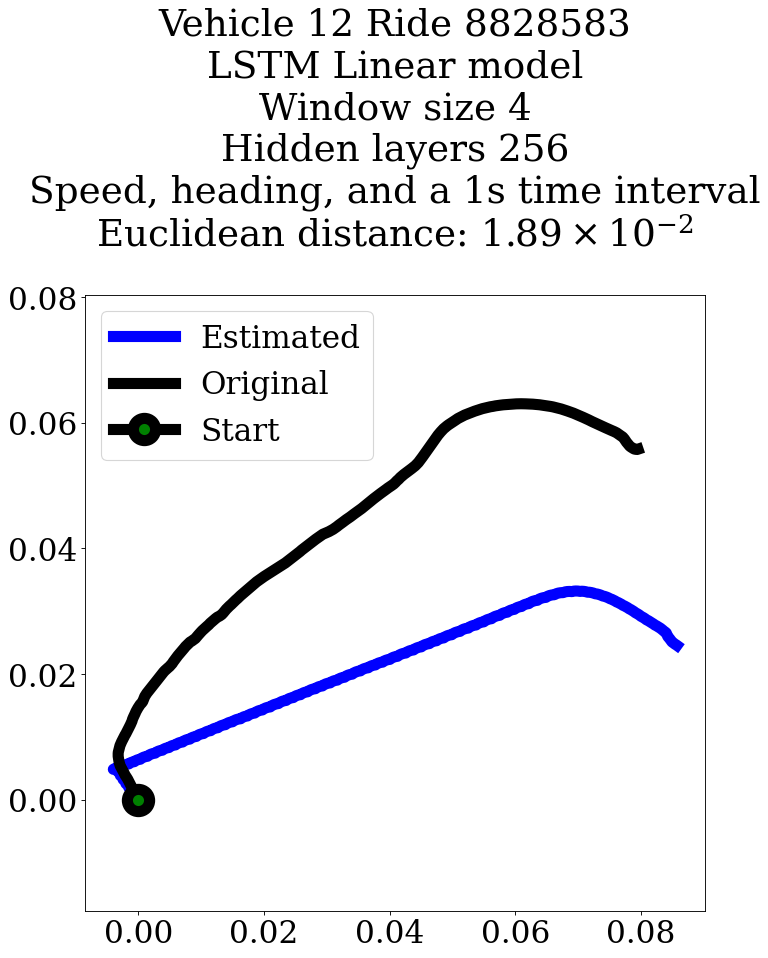 Vehicle 12 Ride 8828583
LSTM Linear model
Window size 4
Hidden layers 256
Speed, heading, and a 1s time interval
Euclidean distance: 1.89 × 10⁻²
0.08
0.06
0.04
0.02
0.00
Estimated
Original
Start
0.00 0.02 0.04 0.06 0.08